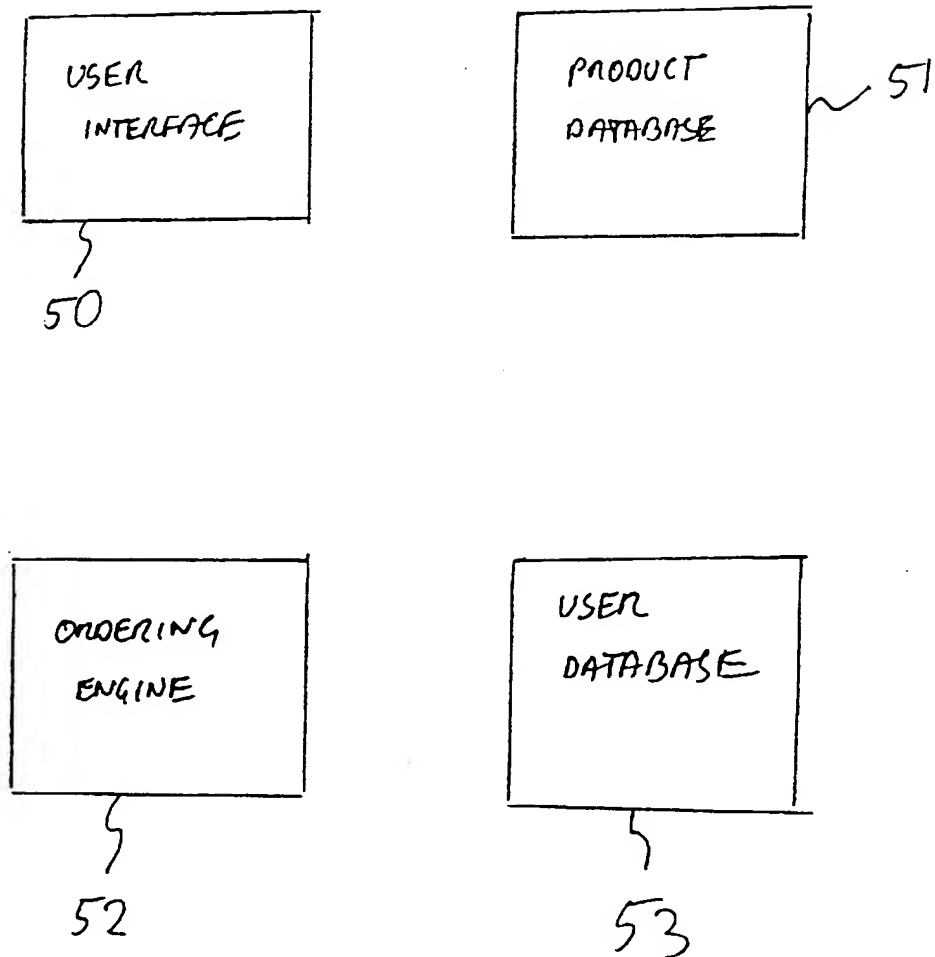 USER
INTERFACE
50
PRODUCT
DATABASE
51
ORDERING
ENGINE
52
USER
DATABASE
53